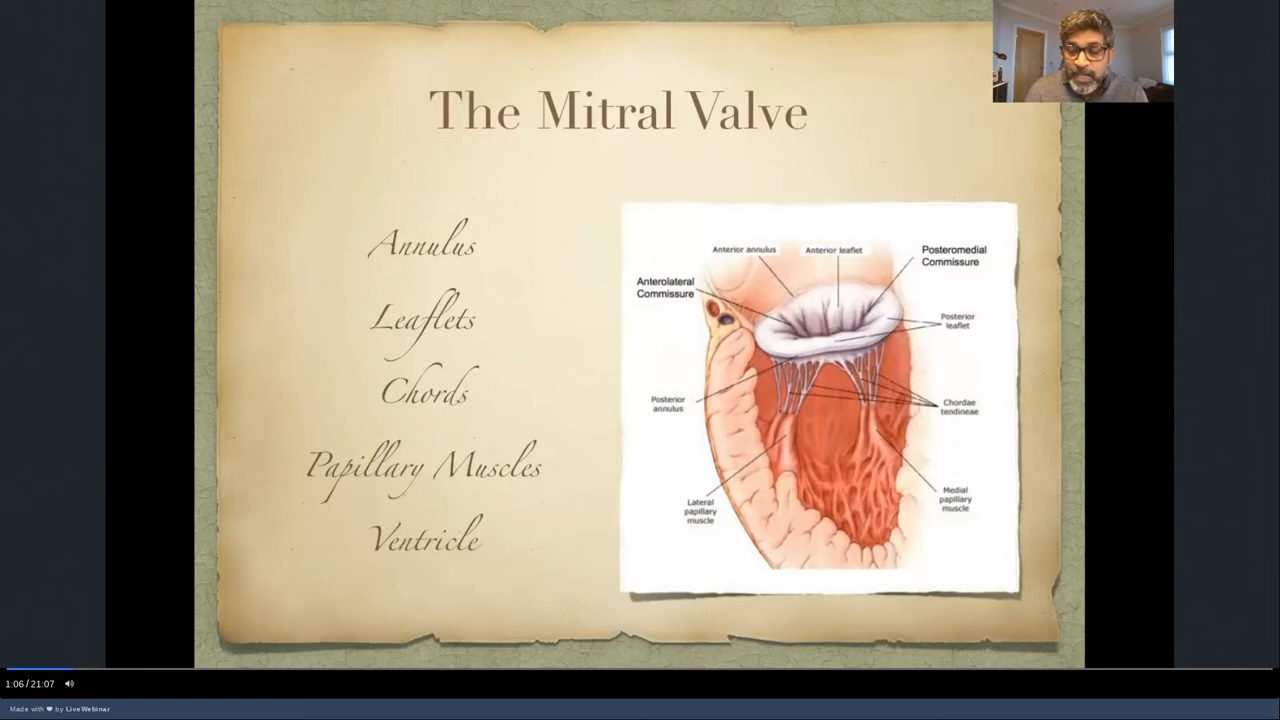 The Mitral Valve
Annulus
Leaflets
Chords
Papillary Muscles
Ventricle
Anterior annulus
Anterior leaflet
Posteromedial
Commissure
Anterolateral
Commissure
Posterior
leaflet
Posterior
annulus
Chordae
tendineae
Lateral
papillary
muscle
Medial
papillary
muscle
1:06 / 21:07
Made with ❤ by LiveWebinar